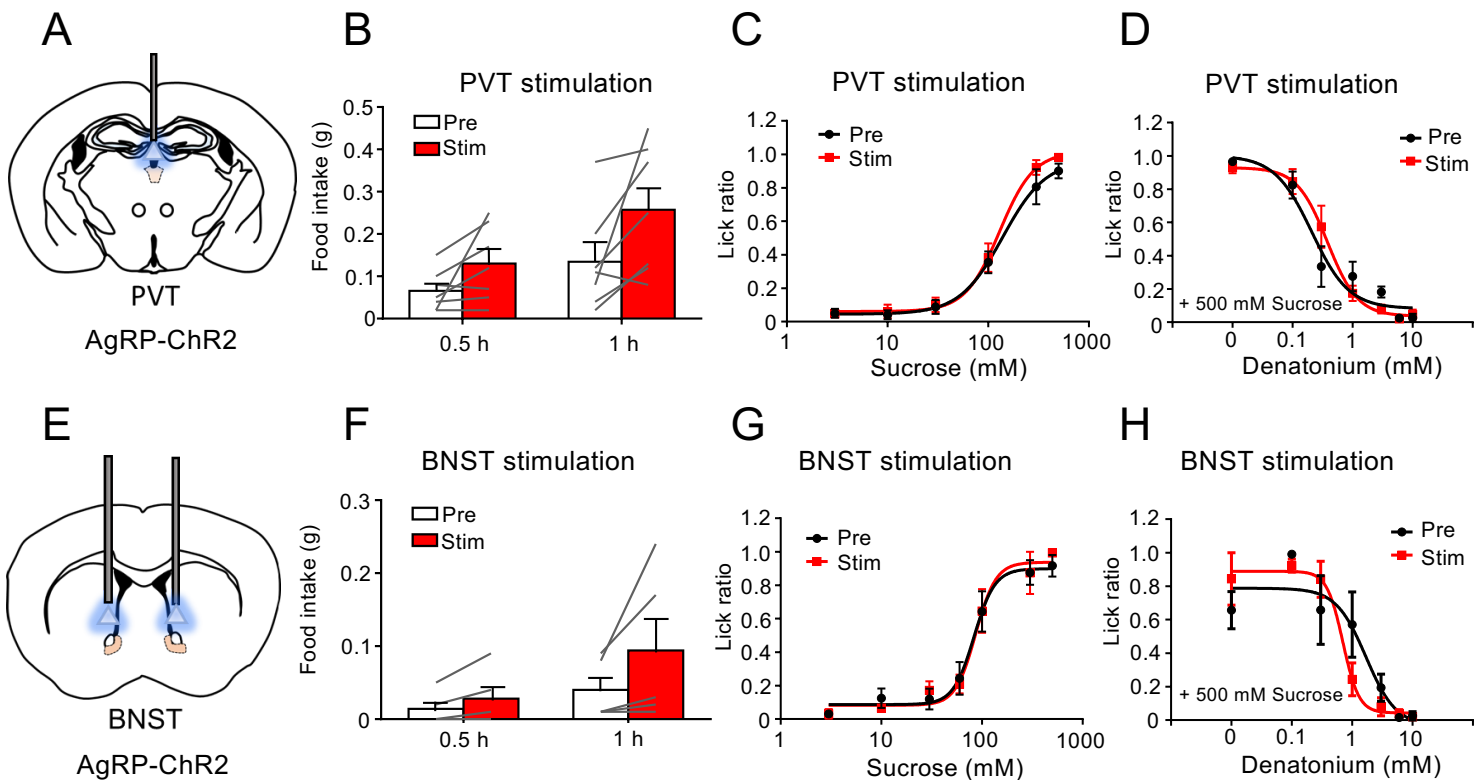 A
PVT
AgRP-ChR2
B
PVT stimulation
Food intake (g)
0.5
0.4
0.3
0.2
0.1
0
Pre
Stim
0.5 h
1 h
C
PVT stimulation
Lick ratio
1.2
1.0
0.8
0.6
0.4
0.2
0
Pre
Stim
1
10
100
1000
Sucrose (mM)
D
PVT stimulation
Lick ratio
1.2
1.0
0.8
0.6
0.4
0.2
0
Pre
Stim
+ 500 mM Sucrose
0
0.1
1
10
Denatonium (mM)
E
BNST
AgRP-ChR2
F
BNST stimulation
Food intake (g)
0.3
0.2
0.1
0
Pre
Stim
0.5 h
1 h
G
BNST stimulation
Lick ratio
1.2
1.0
0.8
0.6
0.4
0.2
0
Pre
Stim
1
10
100
1000
Sucrose (mM)
H
BNST stimulation
Lick ratio
1.2
1.0
0.8
0.6
0.4
0.2
0
Pre
Stim
+ 500 mM Sucrose
0
0.1
1
10
Denatonium (mM)